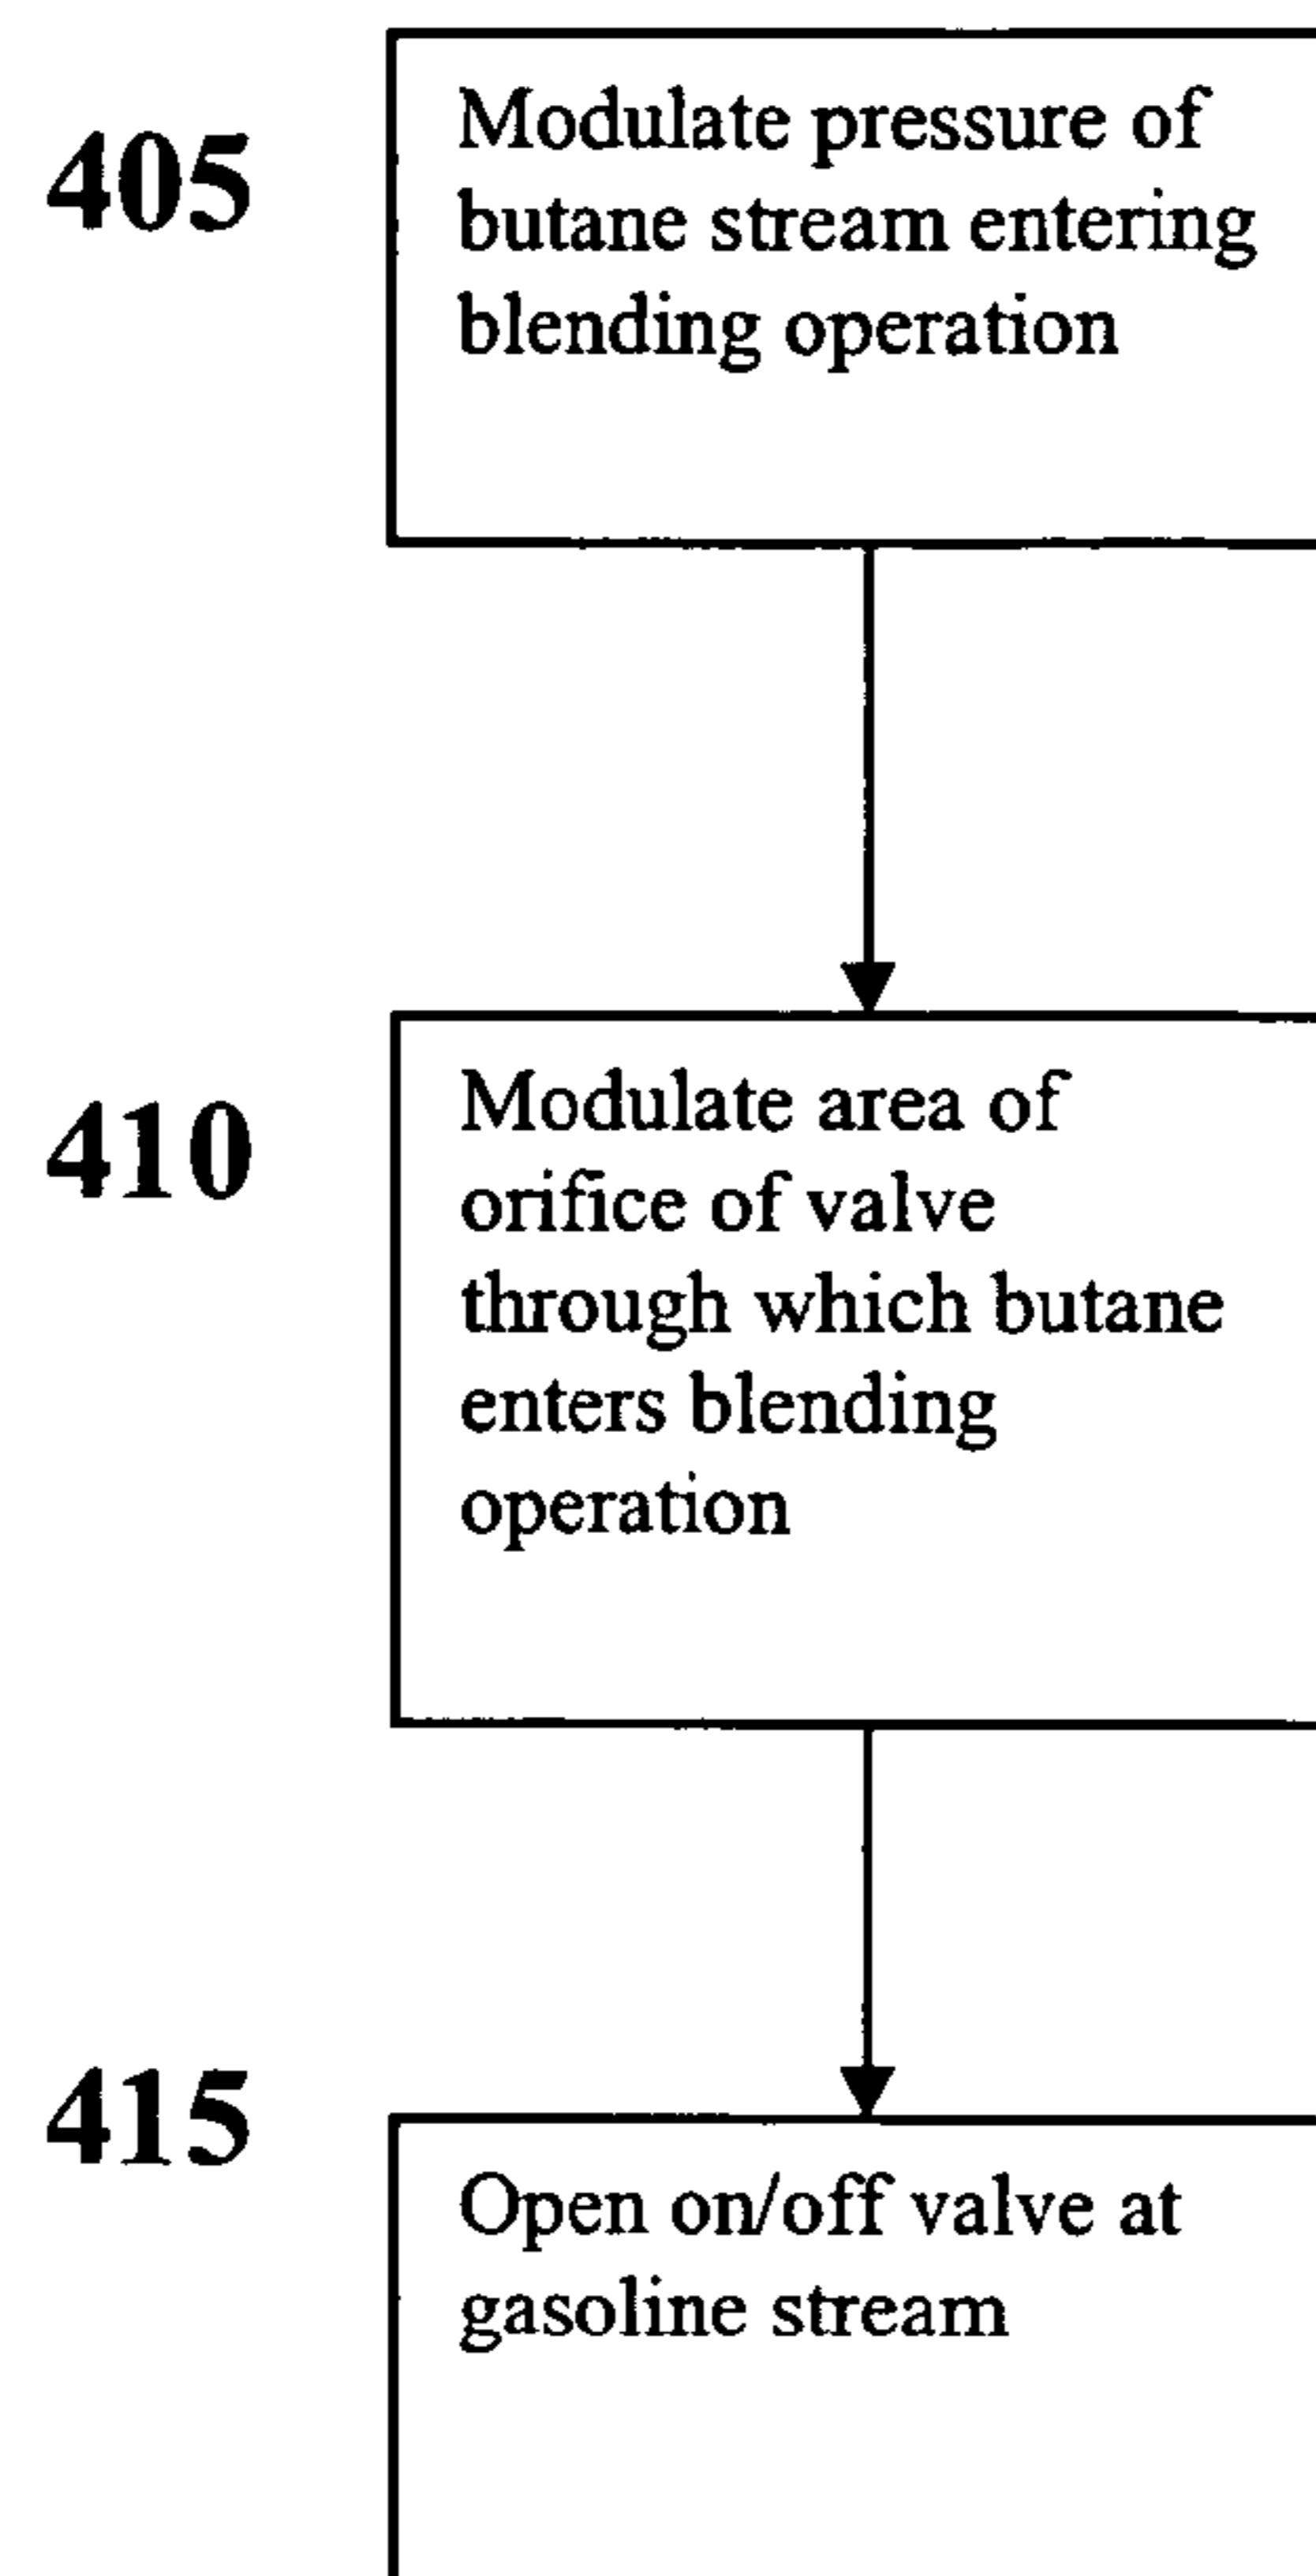 405
Modulate pressure of
butane stream entering
blending operation
410
Modulate area of
orifice of valve
through which butane
enters blending
operation
415
Open on/off valve at
gasoline stream